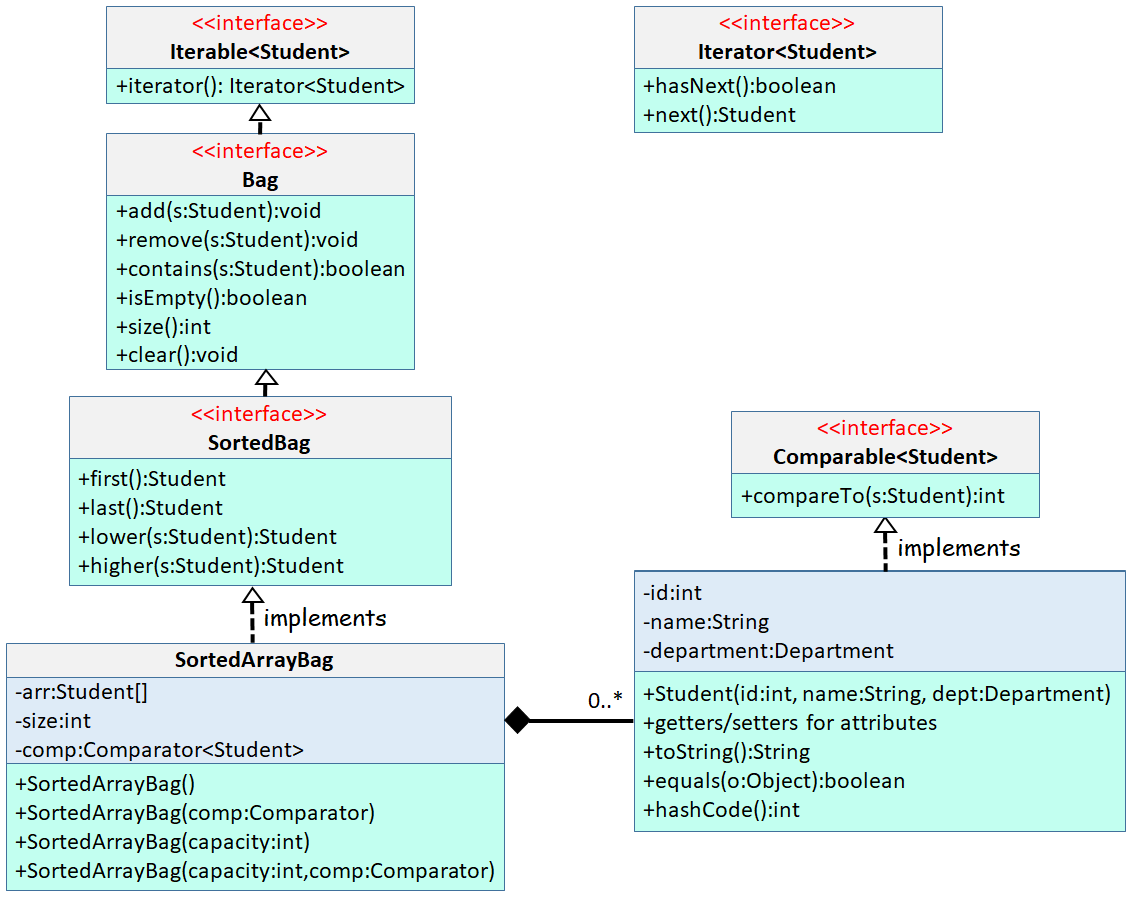 <<interface>>
Iterable<Student>
+iterator(): Iterator<Student>
<<interface>>
Iterator<Student>
+hasNext():boolean
+next():Student
<<interface>>
Bag
+add(s:Student):void
+remove(s:Student):void
+contains(s:Student):boolean
+isEmpty():boolean
+size():int
+clear():void
<<interface>>
SortedBag
+first():Student
+last():Student
+lower(s:Student):Student
+higher(s:Student):Student
implements
<<interface>>
Comparable<Student>
+compareTo(s:Student):int
implements
SortedArrayBag
-arr:Student[]
-size:int
-comp:Comparator<Student>
+SortedArrayBag()
+SortedArrayBag(comp:Comparator)
+SortedArrayBag(capacity:int)
+SortedArrayBag(capacity:int,comp:Comparator)
0..*
-id:int
-name:String
-department:Department
+Student(id:int, name:String, dept:Department)
+getters/setters for attributes
+toString():String
+equals(o:Object):boolean
+hashCode():int